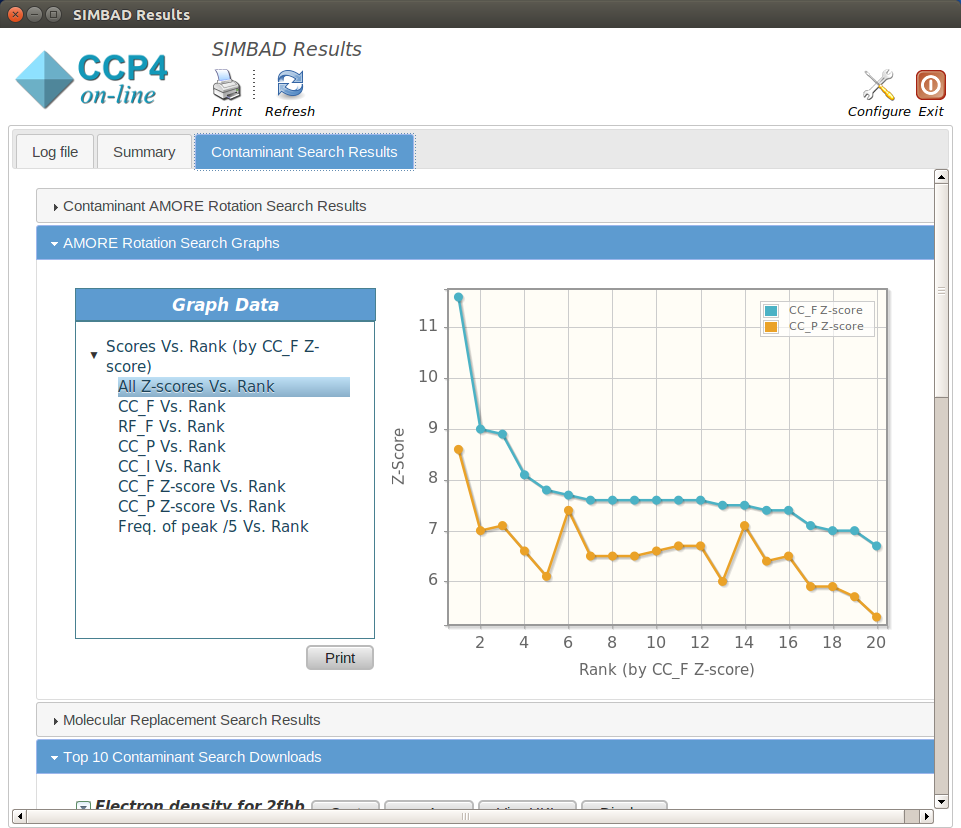 SIMBAD Results
SIMBAD Results
CCP4
on-line
Print
Refresh
Configure
Exit
Log file
Summary
Contaminant Search Results
Contaminant AMORE Rotation Search Results
AMORE Rotation Search Graphs
Graph Data
Scores Vs. Rank (by CC_F Z-
score)
All Z-scores Vs. Rank
CC_F Vs. Rank
RF_F Vs. Rank
CC_P Vs. Rank
CC_I Vs. Rank
CC_F Z-score Vs. Rank
CC_P Z-score Vs. Rank
Freq. of peak /5 Vs. Rank
Print
CC_F Z-score
CC_P Z-score
11
10
9
8
7
6
Z-Score
2 4 6 8 10 12 14 16 18 20
Rank (by CC_F Z-score)
Molecular Replacement Search Results
Top 10 Contaminant Search Downloads
Electron density for 2fhb